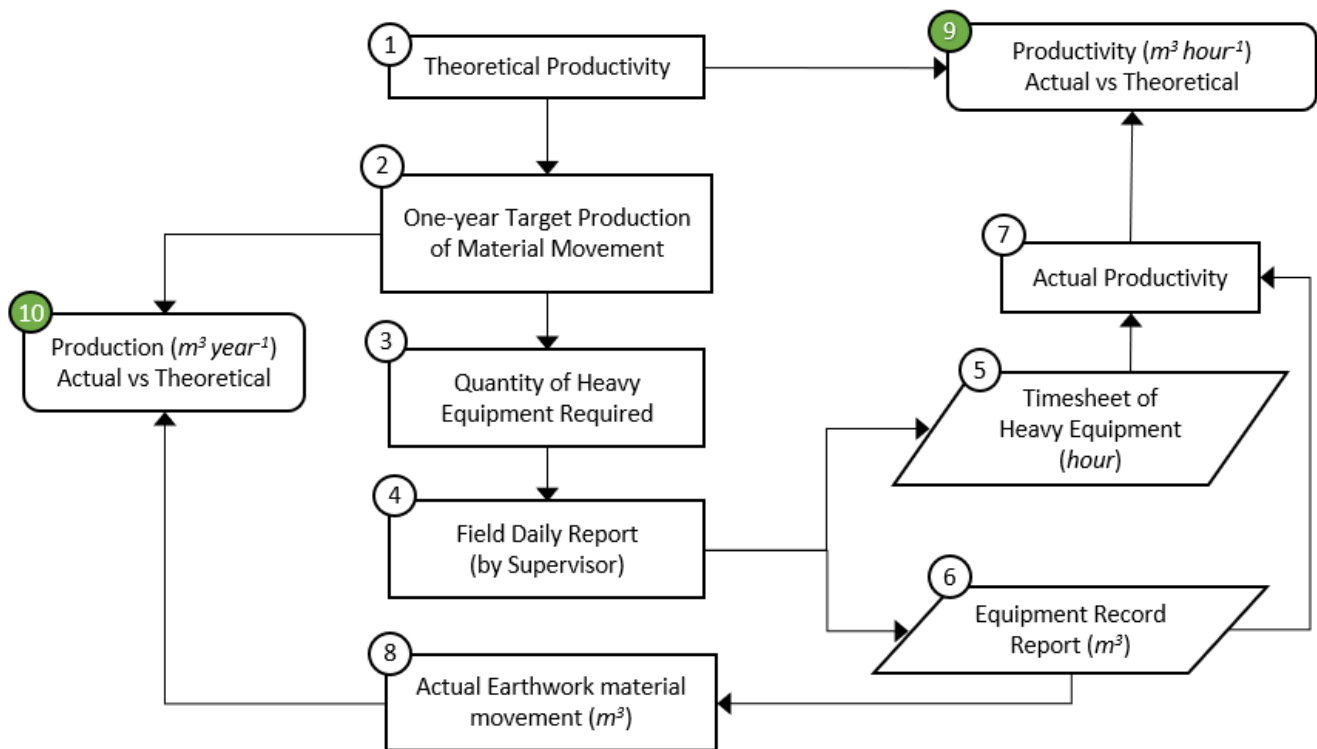 1
Theoretical Productivity
9
Productivity (m³ hour⁻¹)
Actual vs Theoretical
2
One-year Target Production
of Material Movement
7
Actual Productivity
10
Production (m³ year⁻¹)
Actual vs Theoretical
3
Quantity of Heavy
Equipment Required
5
Timesheet of
Heavy Equipment
(hour)
4
Field Daily Report
(by Supervisor)
6
Equipment Record
Report (m³)
8
Actual Earthwork material
movement (m³)